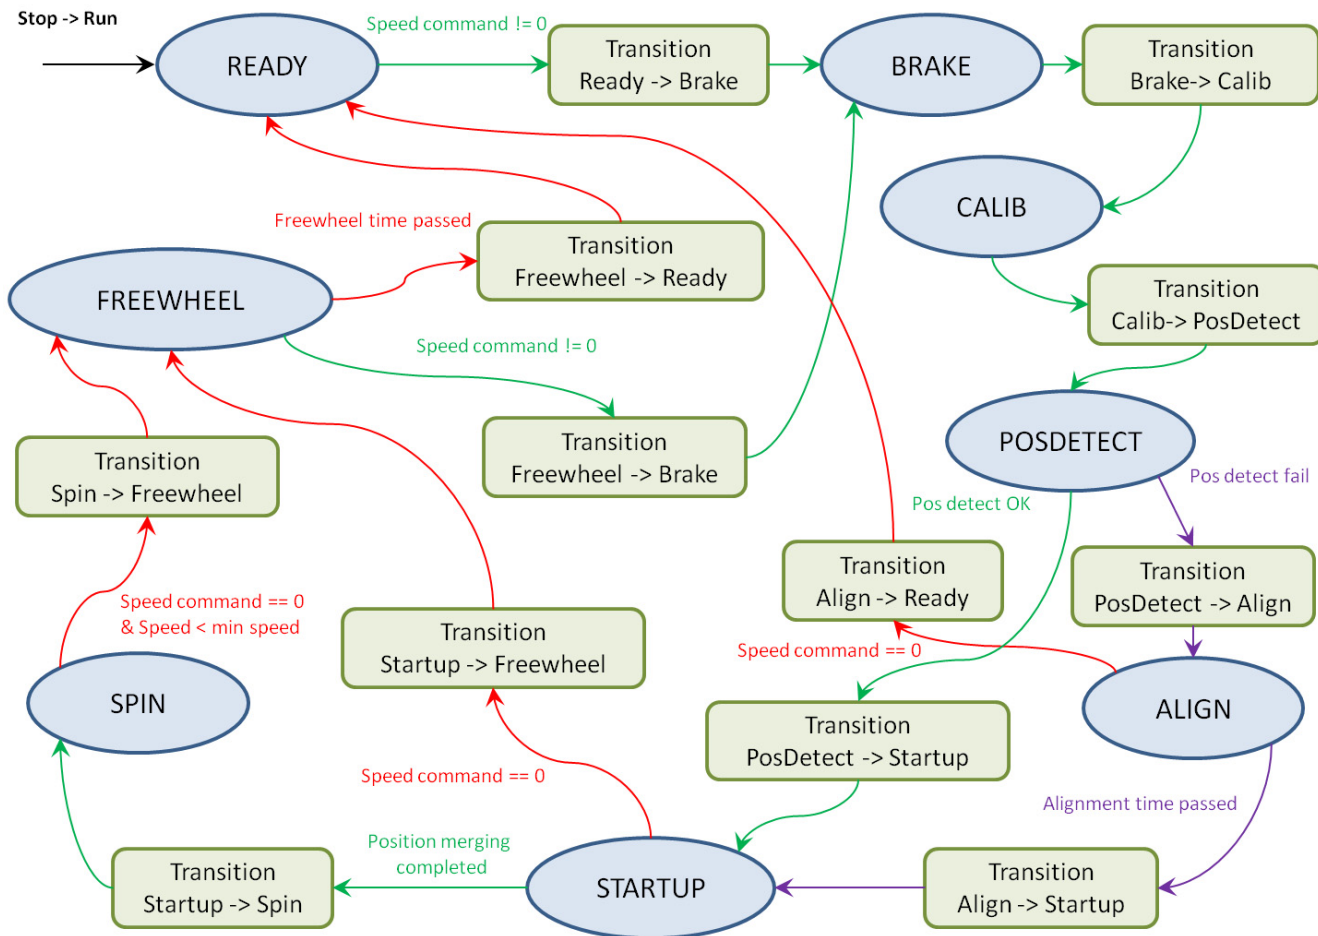 Stop -> Run
Speed command != 0
READY
Transition
Ready -> Brake
BRAKE
Transition
Brake-> Calib
CALIB
Freewheel time passed
Transition
Freewheel -> Ready
FREEWHEEL
Transition
Calib-> PosDetect
Speed command != 0
Transition
Freewheel -> Brake
POSDETECT
Transition
Spin -> Freewheel
Pos detect fail
Pos detect OK
Transition
Align -> Ready
Transition
PosDetect -> Align
Speed command == 0
& Speed < min speed
Transition
Startup -> Freewheel
Speed command == 0
SPIN
ALIGN
Transition
PosDetect -> Startup
Speed command == 0
Alignment time passed
Position merging
completed
Transition
Startup -> Spin
STARTUP
Transition
Align -> Startup